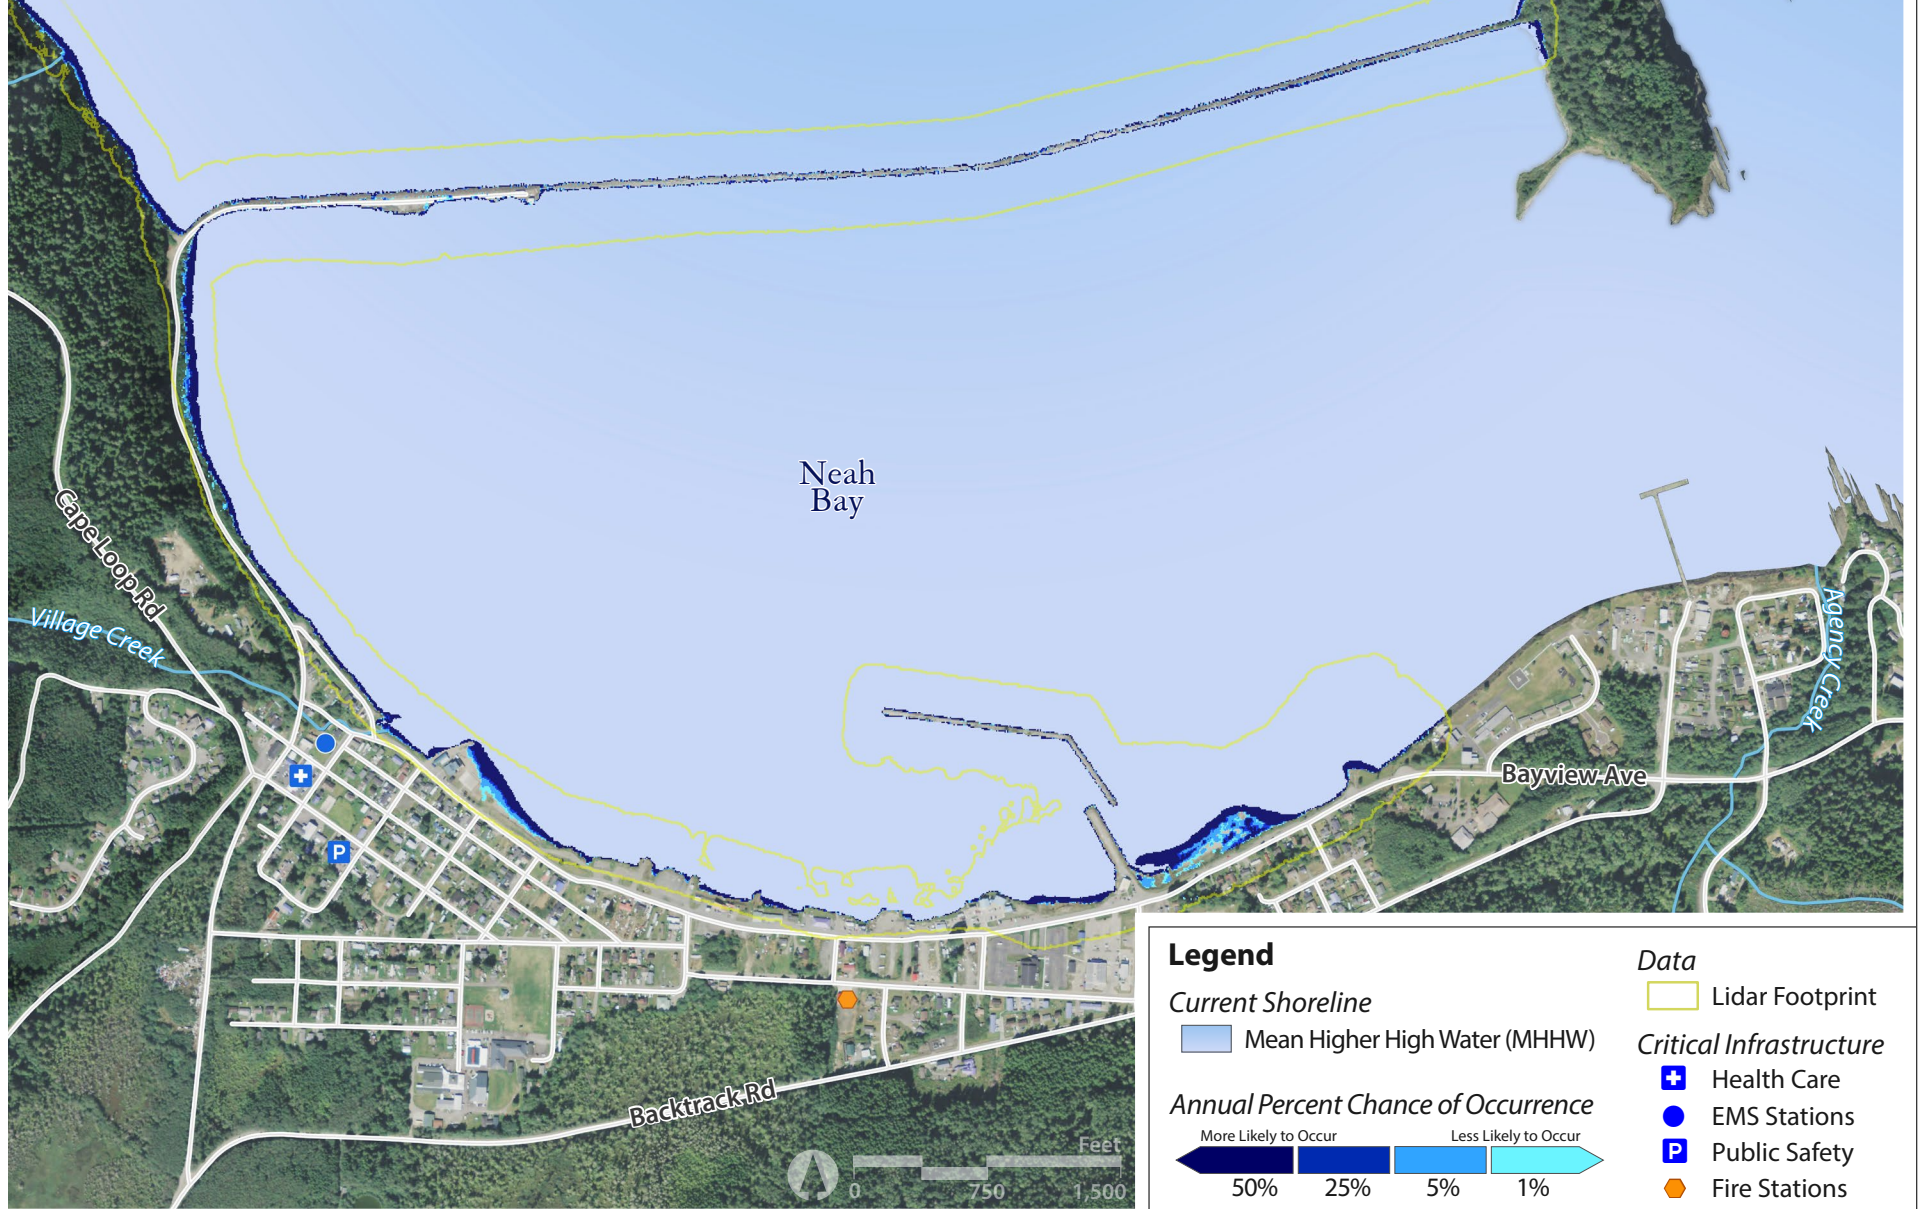 Neah
Bay
Cape Loop Rd
Village Creek
Agency Creek
Bayview Ave
P
Backtrack Rd
Feet
0 750 1,500
Legend
Current Shoreline
Mean Higher High Water (MHHW)
Annual Percent Chance of Occurrence
More Likely to Occur Less Likely to Occur
50% 25% 5% 1%
Data
Lidar Footprint
Critical Infrastructure
Health Care
EMS Stations
P Public Safety
Fire Stations